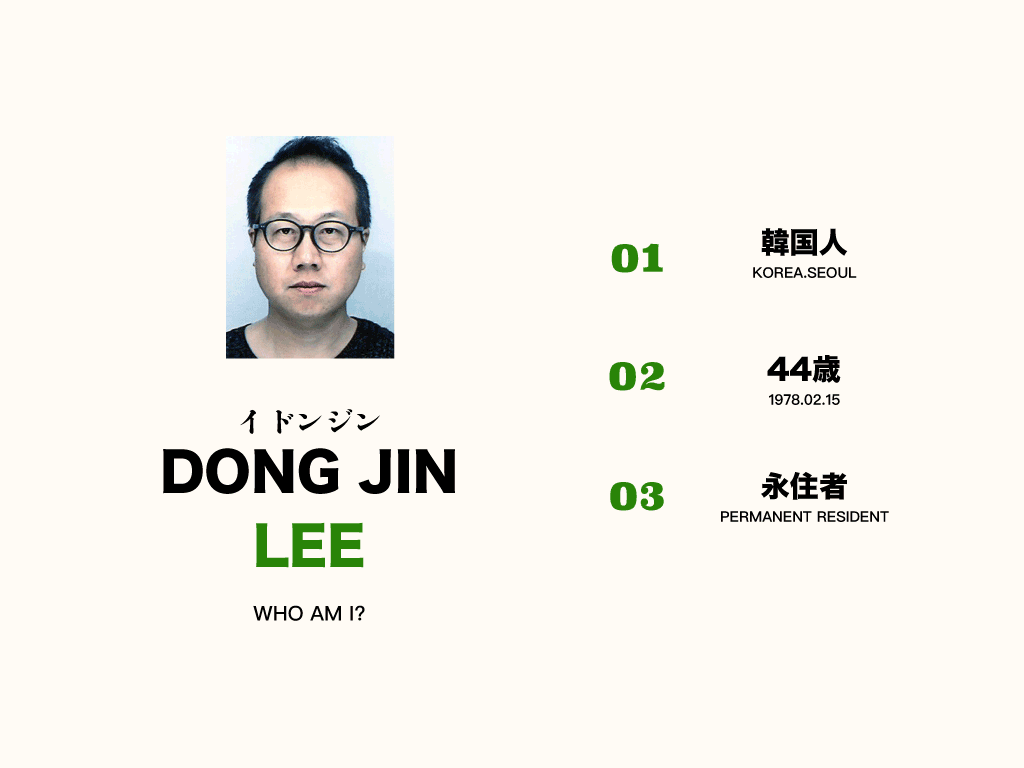 イ ドンジン
DONG JIN
LEE
WHO AM I?
01
韓国人
KOREA.SEOUL
02
44歳
1978.02.15
03
永住者
PERMANENT RESIDENT